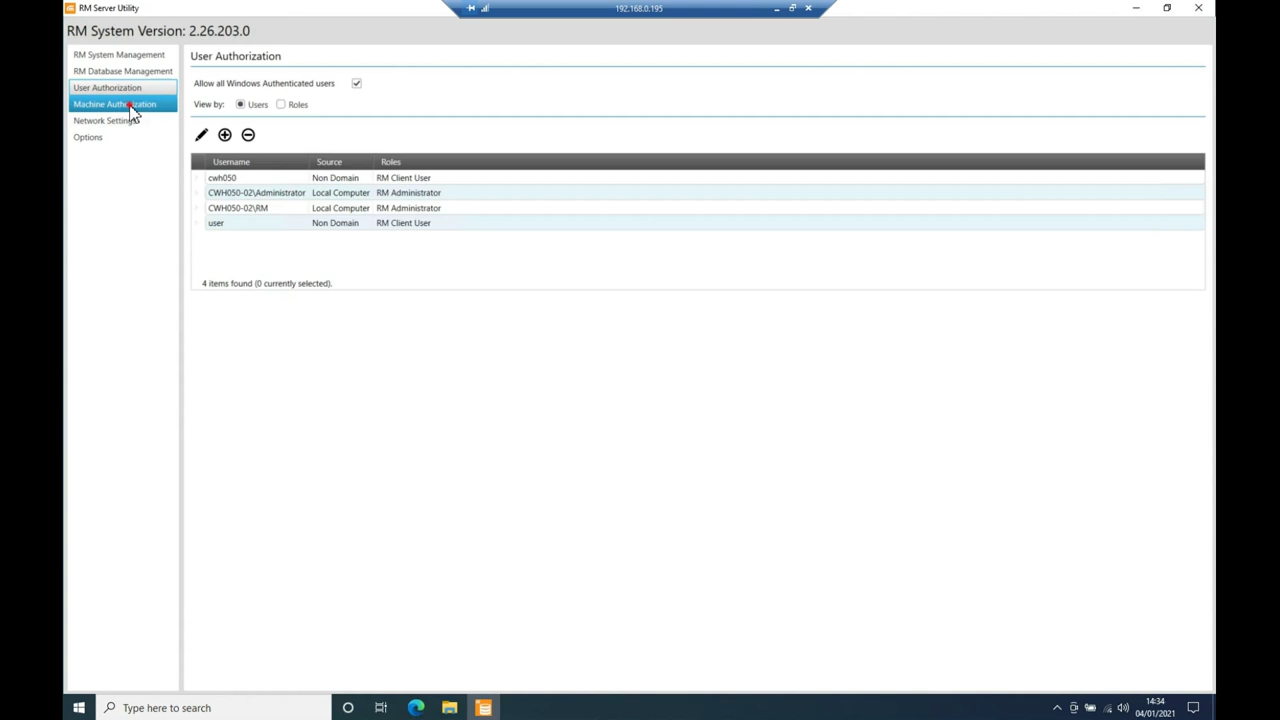 RM Server Utility
192.168.0.195
RM System Version: 2.26.203.0
RM System Management
RM Database Management
User Authorization
Machine Authorization
Network Settings
Options
User Authorization
Allow all Windows Authenticated users
View by: Users Roles
Username Source Roles
cwh050 Non Domain RM Client User
CWH050-02\Administrator Local Computer RM Administrator
CWH050-02\RM Local Computer RM Administrator
user Non Domain RM Client User
4 items found (0 currently selected).
Type here to search
14:34
04/01/2021